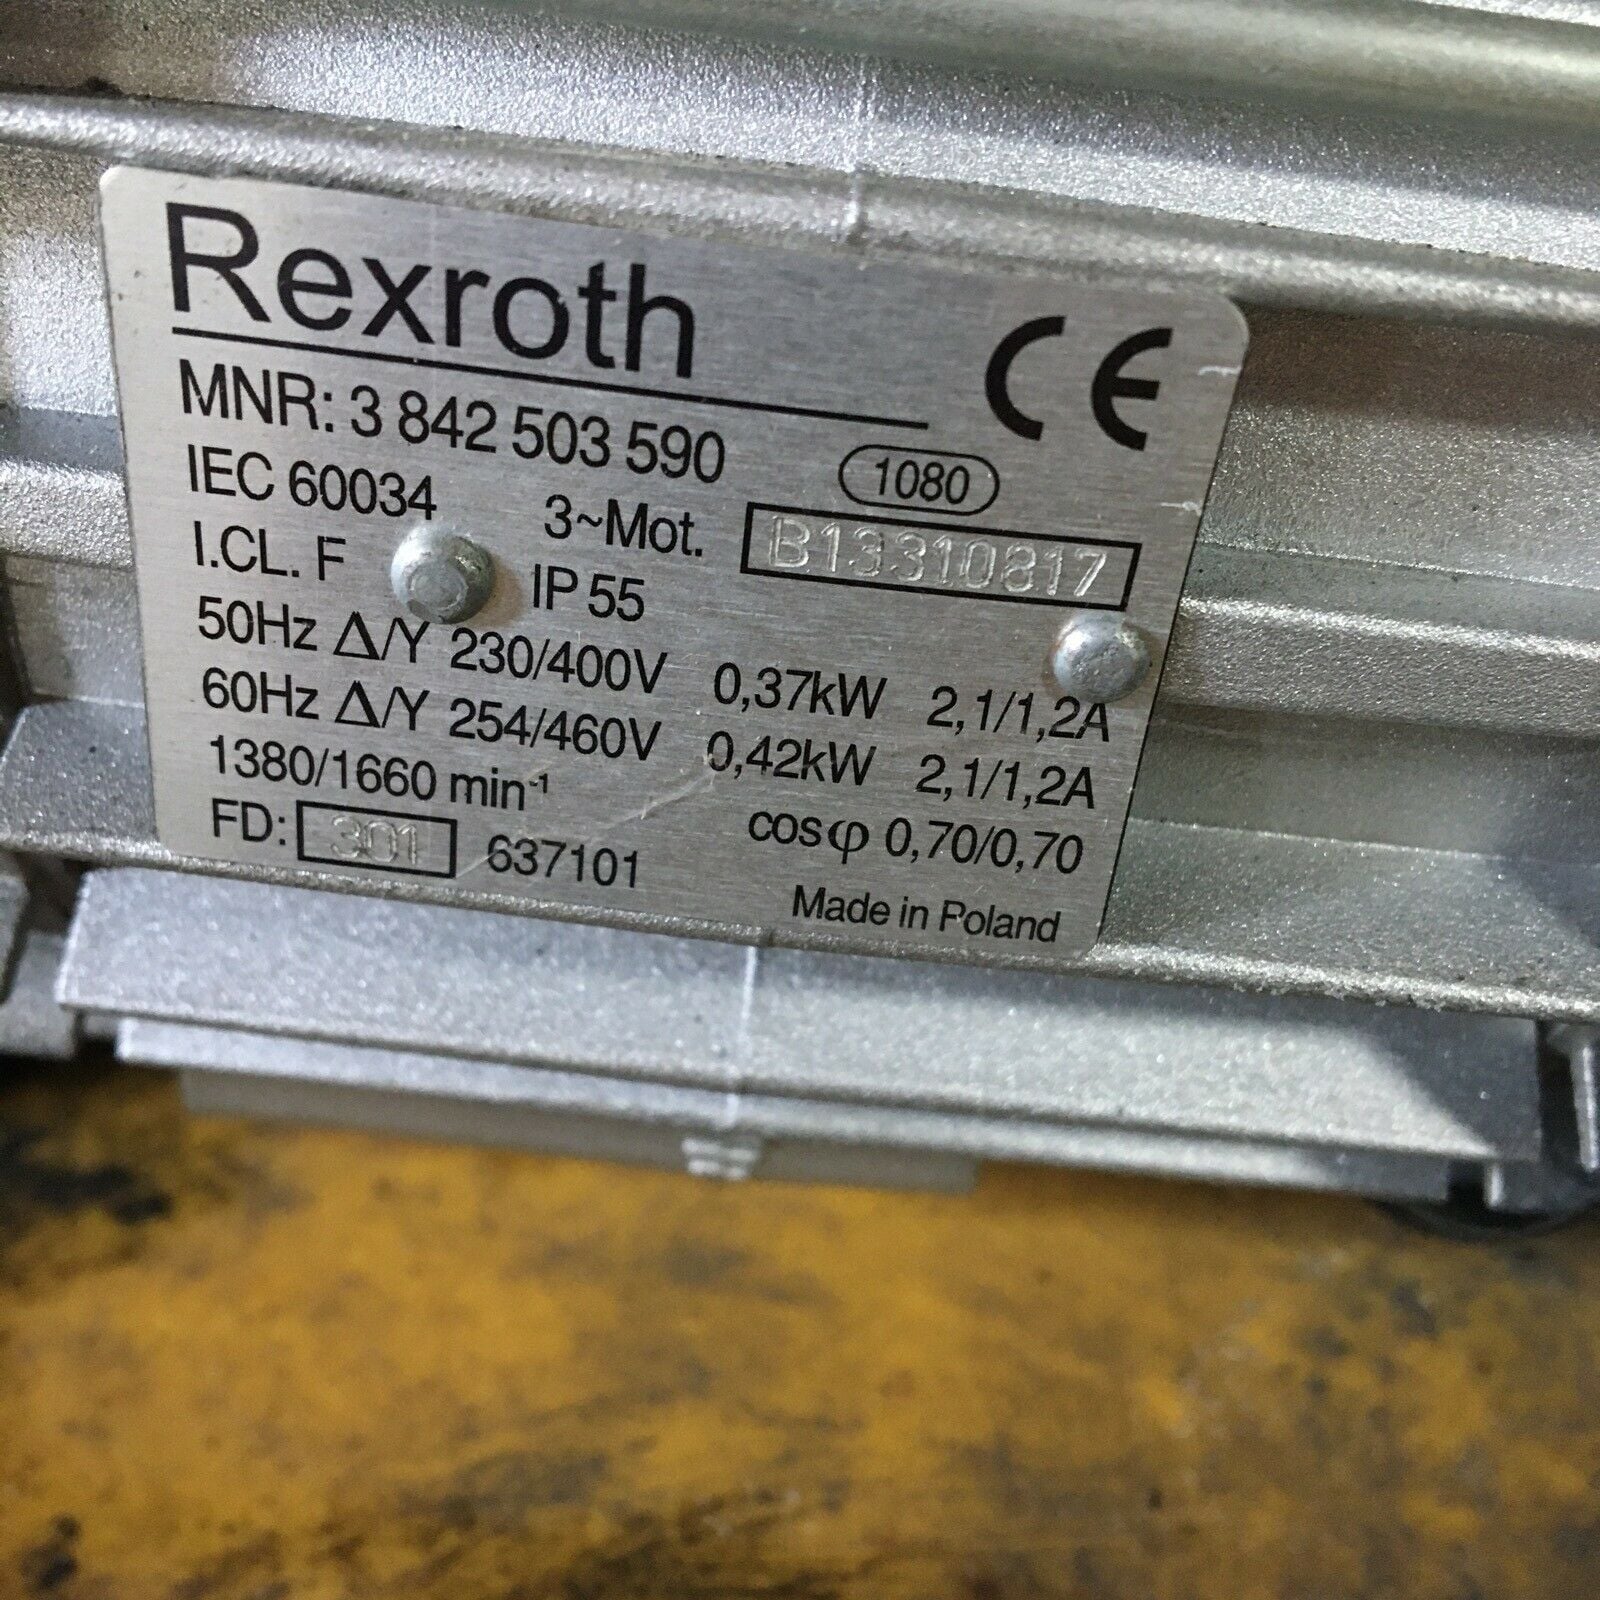 Rexroth
CE
MNR: 3 842 503 590
1080
IEC 60034 3~Mot. B13310817
I.CL. F IP 55
50Hz Δ/Y 230/400V 0,37kW 2,1/1,2A
60Hz Δ/Y 254/460V 0,42kW 2,1/1,2A
1380/1660 min-1 cosφ 0,70/0,70
FD: 301 637101
Made in Poland